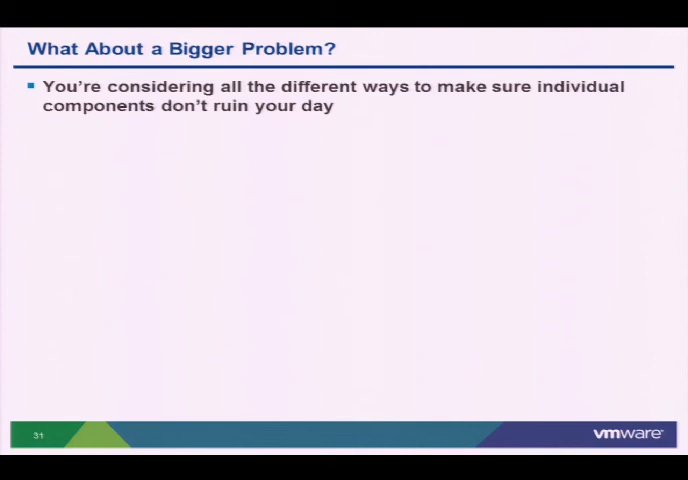 What About a Bigger Problem?
You're considering all the different ways to make sure individual
components don't ruin your day
31
vmware